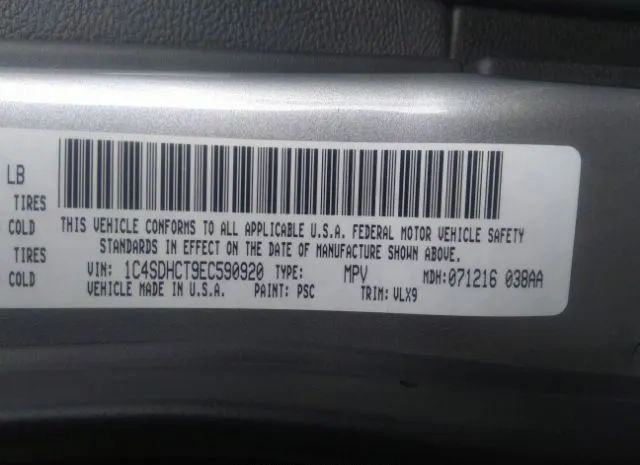 LB
TIRES
COLD
TIRES
COLD
THIS VEHICLE CONFORMS TO ALL APPLICABLE U.S.A. FEDERAL MOTOR VEHICLE SAFETY
STANDARDS IN EFFECT ON THE DATE OF MANUFACTURE SHOWN ABOVE.
VIN: 1C4SDHCT9EC590920 TYPE: MPV MDH:071216 038AA
VEHICLE MADE IN U.S.A. PAINT: PSC TRIM: VLX9